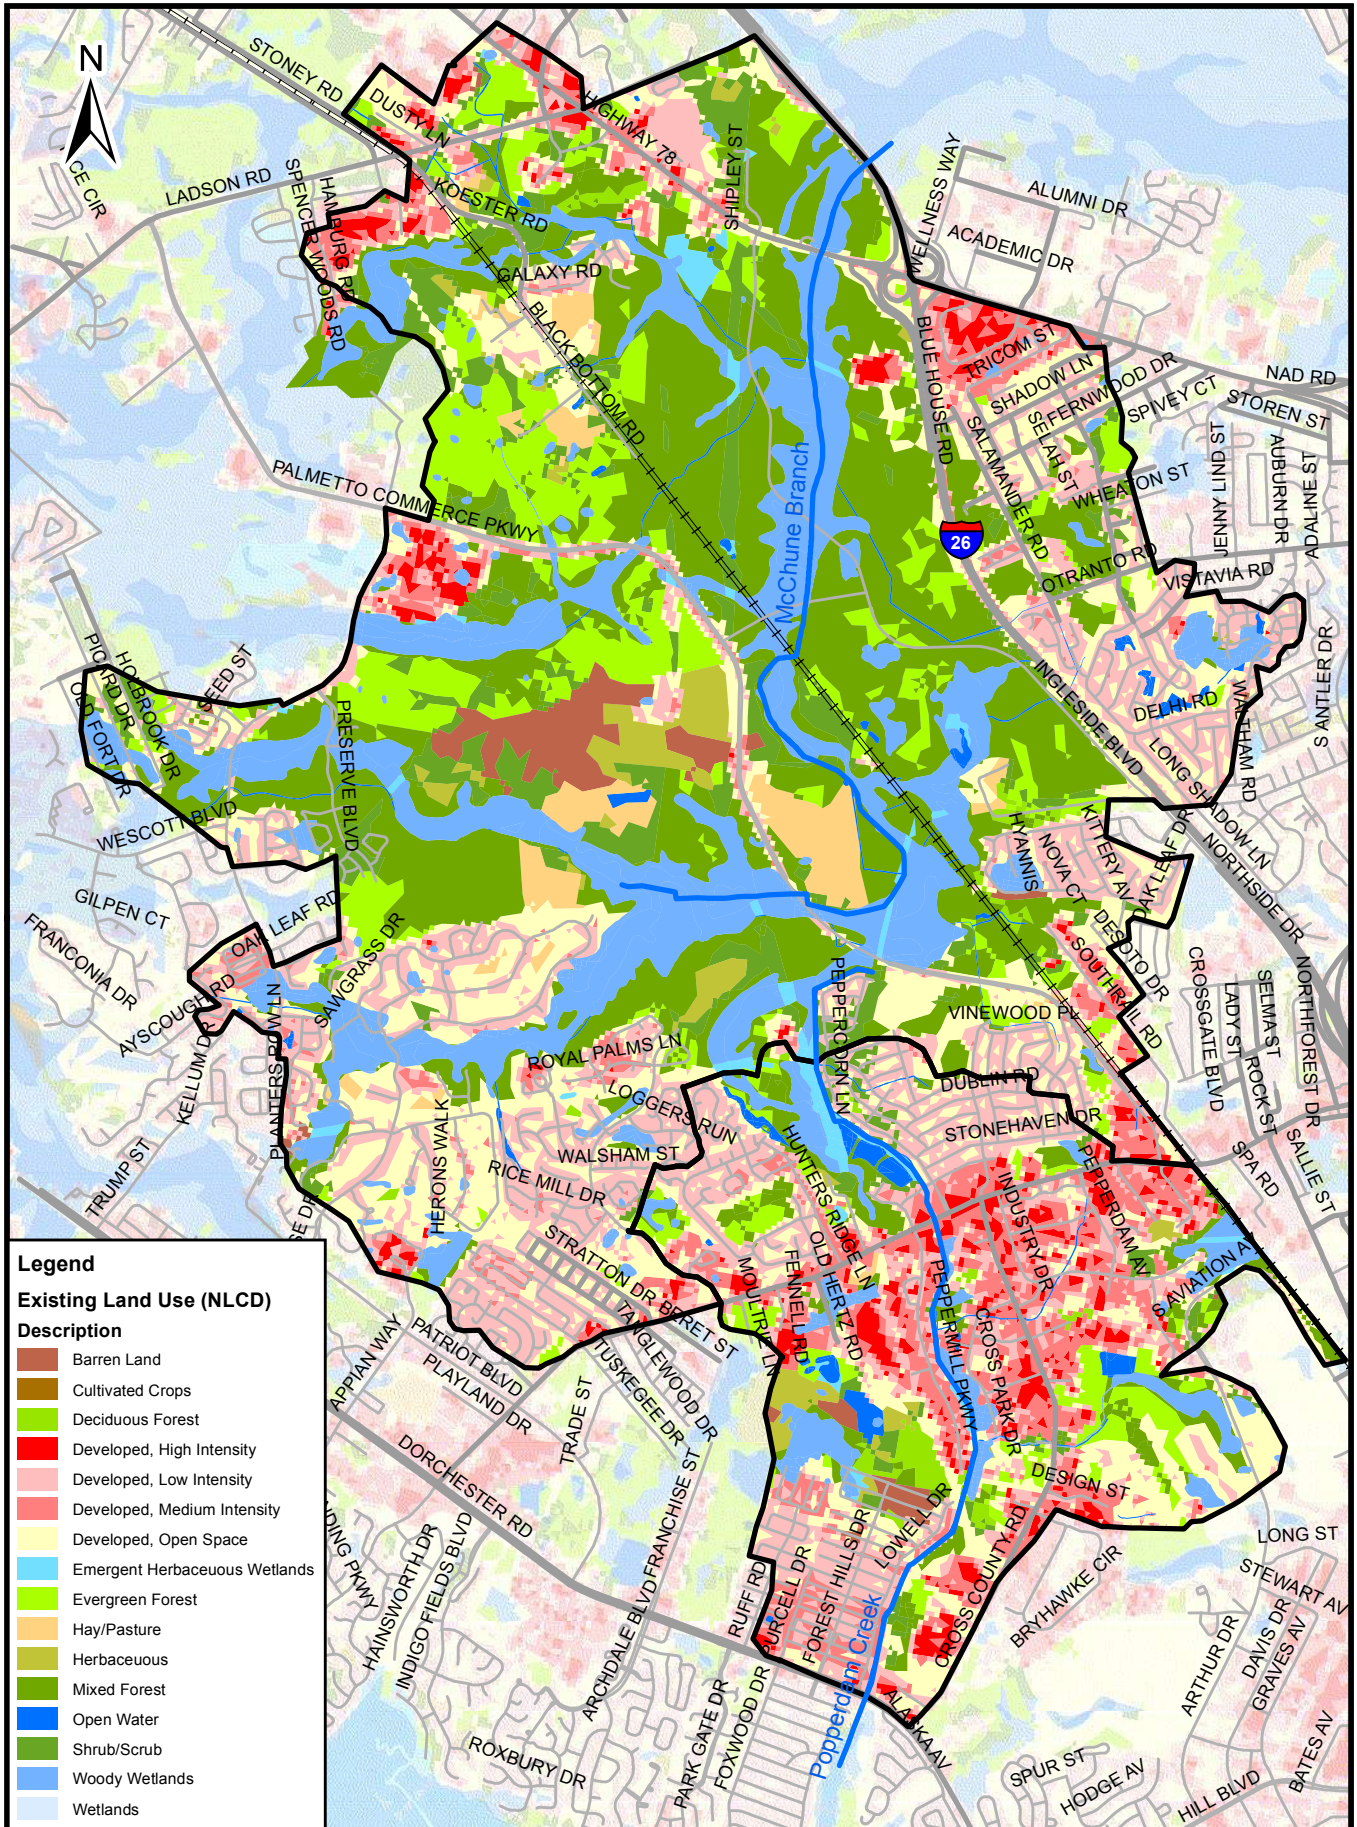 N
STONEY RD
DUSTY LN
HIGHWAY 78
SHIPLEY ST
WELLNESS WAY
ALUMNI DR
ACADEMIC DR
CE CIR
LADSON RD
SPENCER WOODS RD
HAMBURG RD
KOESTER RD
GALAXY RD
BLACK BOTTOM RD
BLUE HOUSE RD
TRICOM ST
SHADOW LN
FERNWOOD DR
SPIVEY CT
NAD RD
STOREN ST
SELAH ST
SALAMANDER RD
WHEATON ST
JENNY LIND ST
AUBURN DR
ADALINE ST
PALMETTO COMMERCE PKWY
McChune Branch
26
OTRANTO RD
VISTAVIA RD
S ANTLER DR
PICARD DR
HOLBROOK DR
OLD FORT DR
SEED ST
PRESERVE BLVD
INGLESIDE BLVD
DELHI RD
WALTHAM RD
LONG SHADOW LN
WESCOTT BLVD
HYANNIS
NOVA CT
KITTERY AV
OAK LEAF DR
NORTHSIDE DR
GILPEN CT
FRANCONIA DR
OAK LEAF RD
SAWGRASS DR
DESOTO DR
SOUTHRAIL RD
CROSSGATE BLVD
LADY ST
SELMA ST
ROCK ST
NORTHFOREST DR
AYSCOUGH RD
KELLUM DR
PLANTERS ROW LN
PEPPERCORN LN
VINEWOOD PL
ROYAL PALMS LN
DUBLIN RD
LOGGERS RUN
STONEHAVEN DR
TRUMP ST
HERONS WALK
WALSHAM ST
RICE MILL DR
HUNTERS RIDGE LN
INDUSTRY DR
PEPPERDAM AV
SPA RD
SALLIE ST
SE DR
STRATTON DR
BERET ST
MOULTRIE LN
FENNELL RD
OLD HERTZ RD
PEPPERMILL PKWY
CROSS PARK DR
S AVIATION A
TANGLEWOOD DR
TUSKEGEE DR
APPIAN WAY
PATRIOT BLVD
PLAYLAND DR
TRADE ST
DORCHESTER RD
DESIGN ST
LOWELL DR
CROSS COUNTY RD
LONG ST
STEWART AV
NDING PKWY
HAINSWORTH DR
INDIGO FIELDS BLVD
ARCHDALE BLVD
FRANCHISE ST
RUFF RD
PURCELL DR
FOREST HILLS DR
BRYHAWKE CIR
ARTHUR DR
DAVIS DR
GRAVES AV
Popperdam Creek
ROXBURY DR
PARK GATE DR
FOXWOOD DR
ALASKA AV
SPUR ST
HODGE AV
HILL BLVD
BATES AV
Legend
Existing Land Use (NLCD)
Description
Barren Land
Cultivated Crops
Deciduous Forest
Developed, High Intensity
Developed, Low Intensity
Developed, Medium Intensity
Developed, Open Space
Emergent Herbaceuous Wetlands
Evergreen Forest
Hay/Pasture
Herbaceuous
Mixed Forest
Open Water
Shrub/Scrub
Woody Wetlands
Wetlands